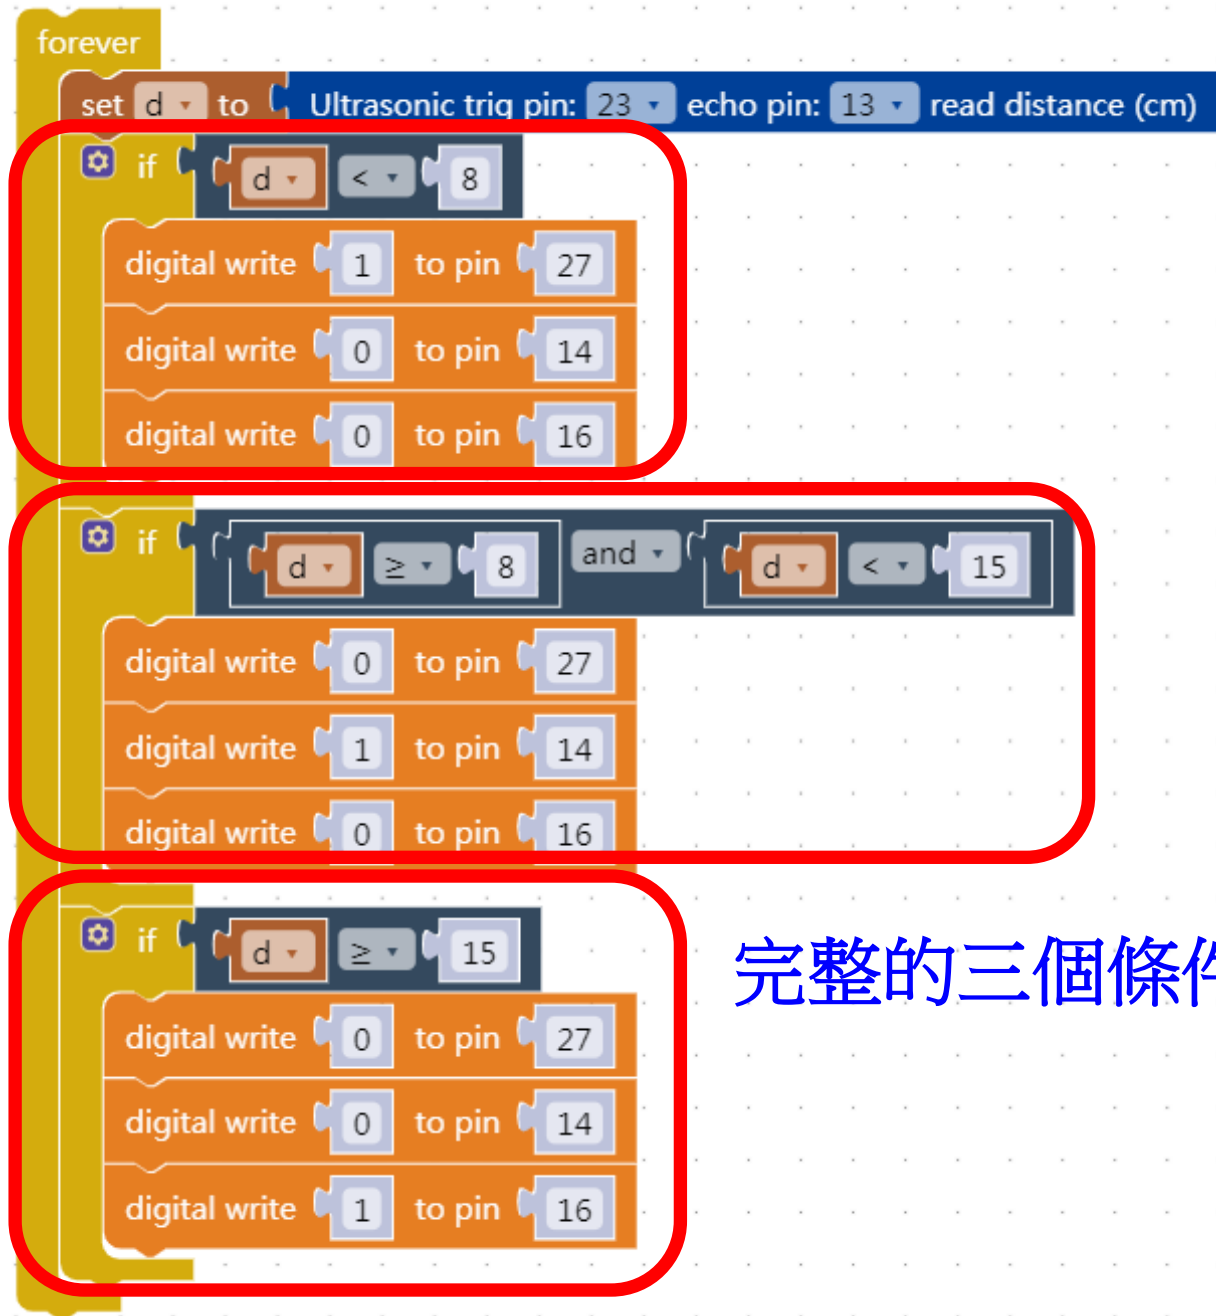 forever
set d to Ultrasonic trig pin: 23 echo pin: 13 read distance (cm)
if d < 8
digital write 1 to pin 27
digital write 0 to pin 14
digital write 0 to pin 16
if d ≥ 8 and d < 15
digital write 0 to pin 27
digital write 1 to pin 14
digital write 0 to pin 16
if d ≥ 15
完整的三個條件
digital write 0 to pin 27
digital write 0 to pin 14
digital write 1 to pin 16